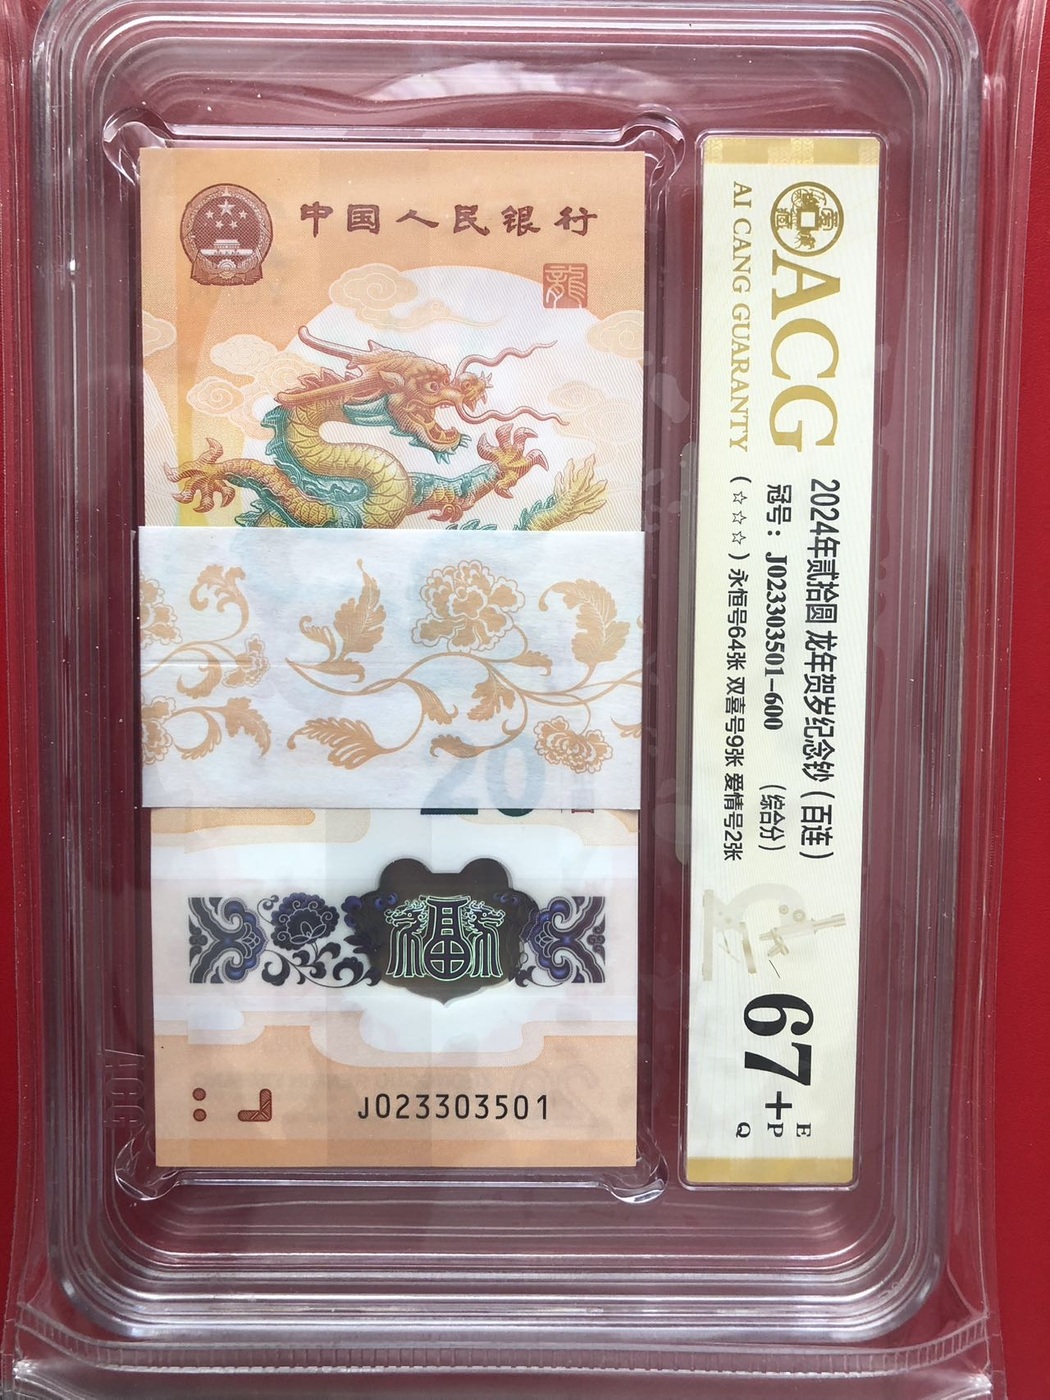 中国人民银行
龍
20
福
J023303501
ACG
AI CANG GUARANTY
2024年贰拾圆 龙年贺岁纪念钞（百连）
冠号：J023303501-600 （综合分）
（☆☆☆）永恒号64张 双喜号9张 爱情号2张
67+
E
P
Q